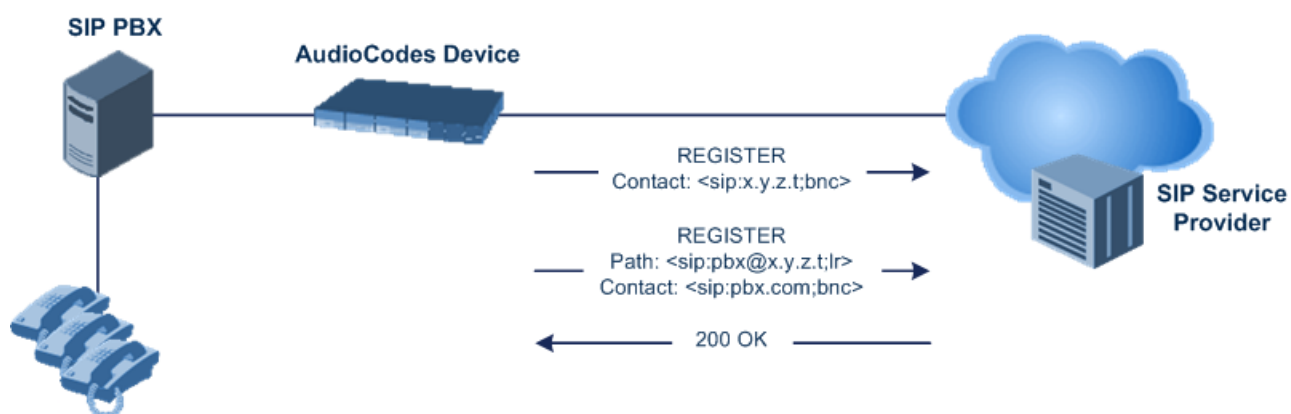 SIP PBX
AudioCodes Device
REGISTER
Contact: <sip:x.y.z.t;bnc>
SIP Service
Provider
REGISTER
Path: <sip:pbx@x.y.z.t;lr>
Contact: <sip:pbx.com;bnc>
200 OK